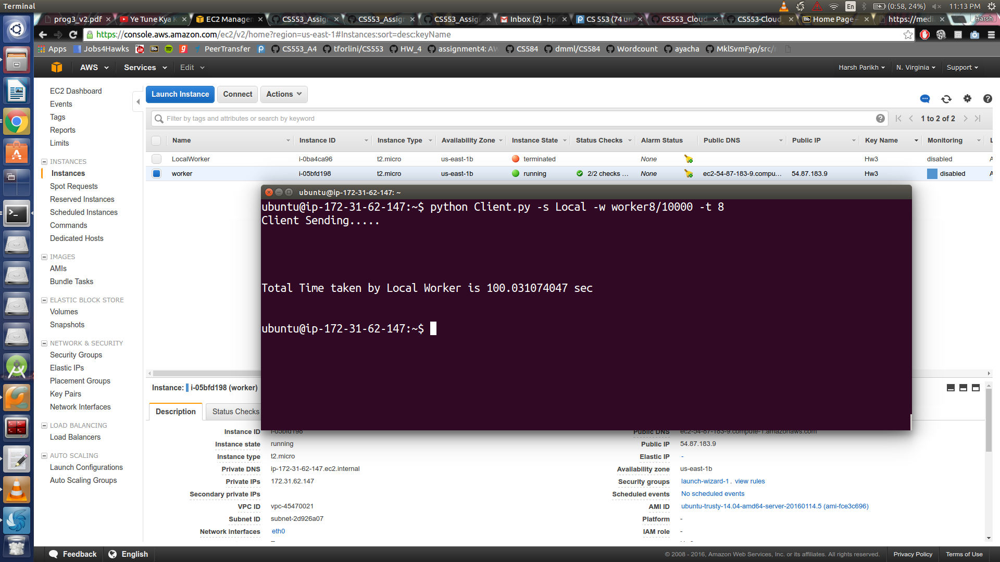 Terminal
En
(0:58, 24%)
11:13 PM
prog3_v2.pdf
Ye Tune Kya K
EC2 Manager
CS553_Assig
CS553_Assig
CS553_Assig
Inbox (2) - hp
CS 553 (74 un
CS553_Cloud
CS553-Cloud_
Bb Home Page –
https://medi
Harsh
https://console.aws.amazon.com/ec2/v2/home?region=us-east-1#Instances:sort=desc:keyName
Apps
Jobs4Hawks
Bb
PeerTransfer
CS553_A4
tforlini/CS553
HW_4
assignment4: AW
CS584
dmml/CS584
Wordcount
ayacha
MklSvmFyp/src/r
AWS
Services
Edit
Harsh Parikh
N. Virginia
Support
EC2 Dashboard
Events
Tags
Reports
Limits
INSTANCES
Instances
Spot Requests
Reserved Instances
Scheduled Instances
Commands
Dedicated Hosts
IMAGES
AMIs
Bundle Tasks
ELASTIC BLOCK STORE
Volumes
Snapshots
NETWORK & SECURITY
Security Groups
Elastic IPs
Placement Groups
Key Pairs
Network Interfaces
LOAD BALANCING
Load Balancers
AUTO SCALING
Launch Configurations
Auto Scaling Groups
Launch Instance
Connect
Actions
Filter by tags and attributes or search by keyword
1 to 2 of 2
Name Instance ID Instance Type Availability Zone Instance State Status Checks Alarm Status Public DNS Public IP Key Name Monitoring L
LocalWorker i-0ba4ca96 t2.micro us-east-1b terminated None Hw3 disabled A
worker i-05bfd198 t2.micro us-east-1b running 2/2 checks ... None ec2-54-87-183-9.compu... 54.87.183.9 Hw3 disabled A
ubuntu@ip-172-31-62-147: ~
ubuntu@ip-172-31-62-147:~$ python Client.py -s Local -w worker8/10000 -t 8
Client Sending.....
Total Time taken by Local Worker is 100.031074047 sec
ubuntu@ip-172-31-62-147:~$
Instance: i-05bfd198 (worker)
Description
Status Checks
Instance ID i-05bfd198
Instance state running
Instance type t2.micro
Private DNS ip-172-31-62-147.ec2.internal
Private IPs 172.31.62.147
Secondary private IPs
VPC ID vpc-45470021
Subnet ID subnet-2d926a07
Network interfaces eth0
Public DNS ec2-54-87-183-9.compute-1.amazonaws.com
Public IP 54.87.183.9
Elastic IP -
Availability zone us-east-1b
Security groups launch-wizard-1. view rules
Scheduled events No scheduled events
AMI ID ubuntu-trusty-14.04-amd64-server-20160114.5 (ami-fce3c696)
Platform -
IAM role -
Feedback
English
© 2008 - 2016, Amazon Web Services, Inc. or its affiliates. All rights reserved.
Privacy Policy
Terms of Use